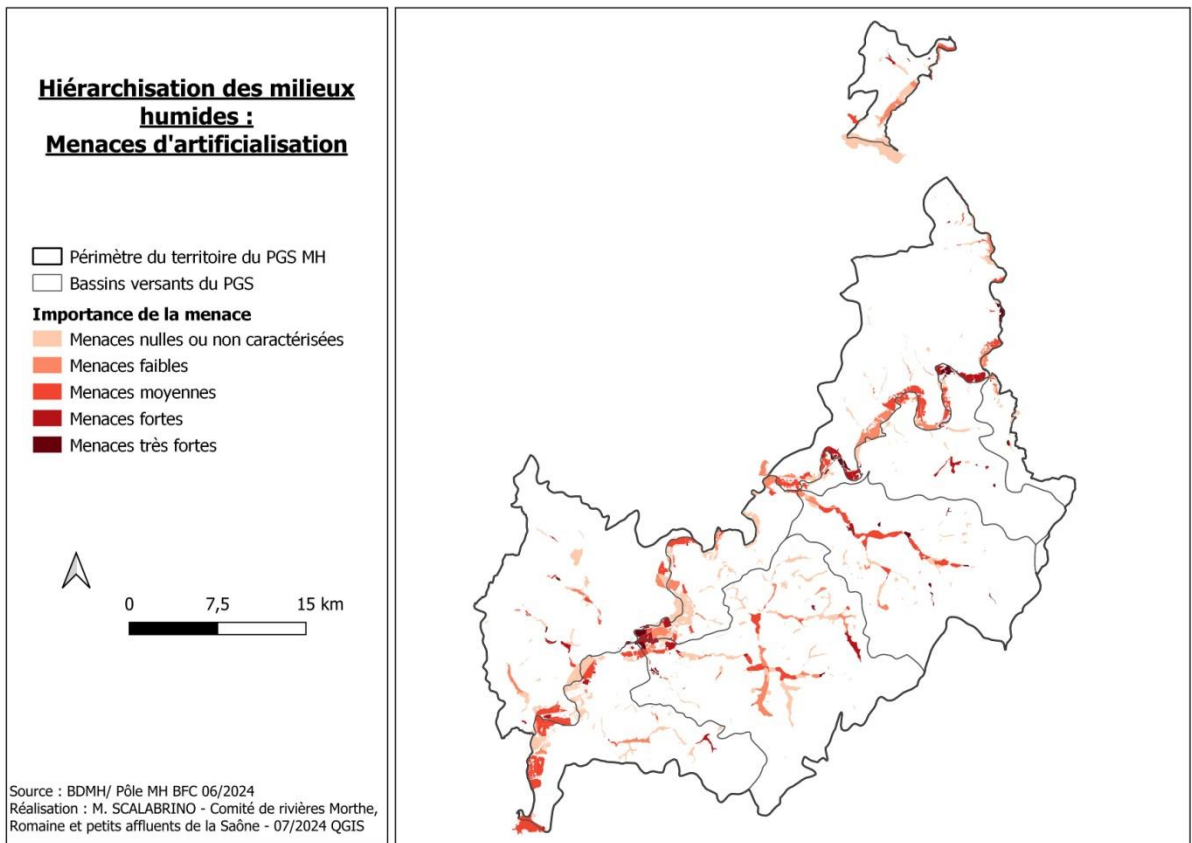 Hiérarchisation des milieux
humides :
Menaces d'artificialisation
Périmètre du territoire du PGS MH
Bassins versants du PGS
Importance de la menace
Menaces nulles ou non caractérisées
Menaces faibles
Menaces moyennes
Menaces fortes
Menaces très fortes
0 7,5 15 km
Source : BDMH/ Pôle MH BFC 06/2024
Réalisation : M. SCALABRINO - Comité de rivières Morthe,
Romaine et petits affluents de la Saône - 07/2024 QGIS